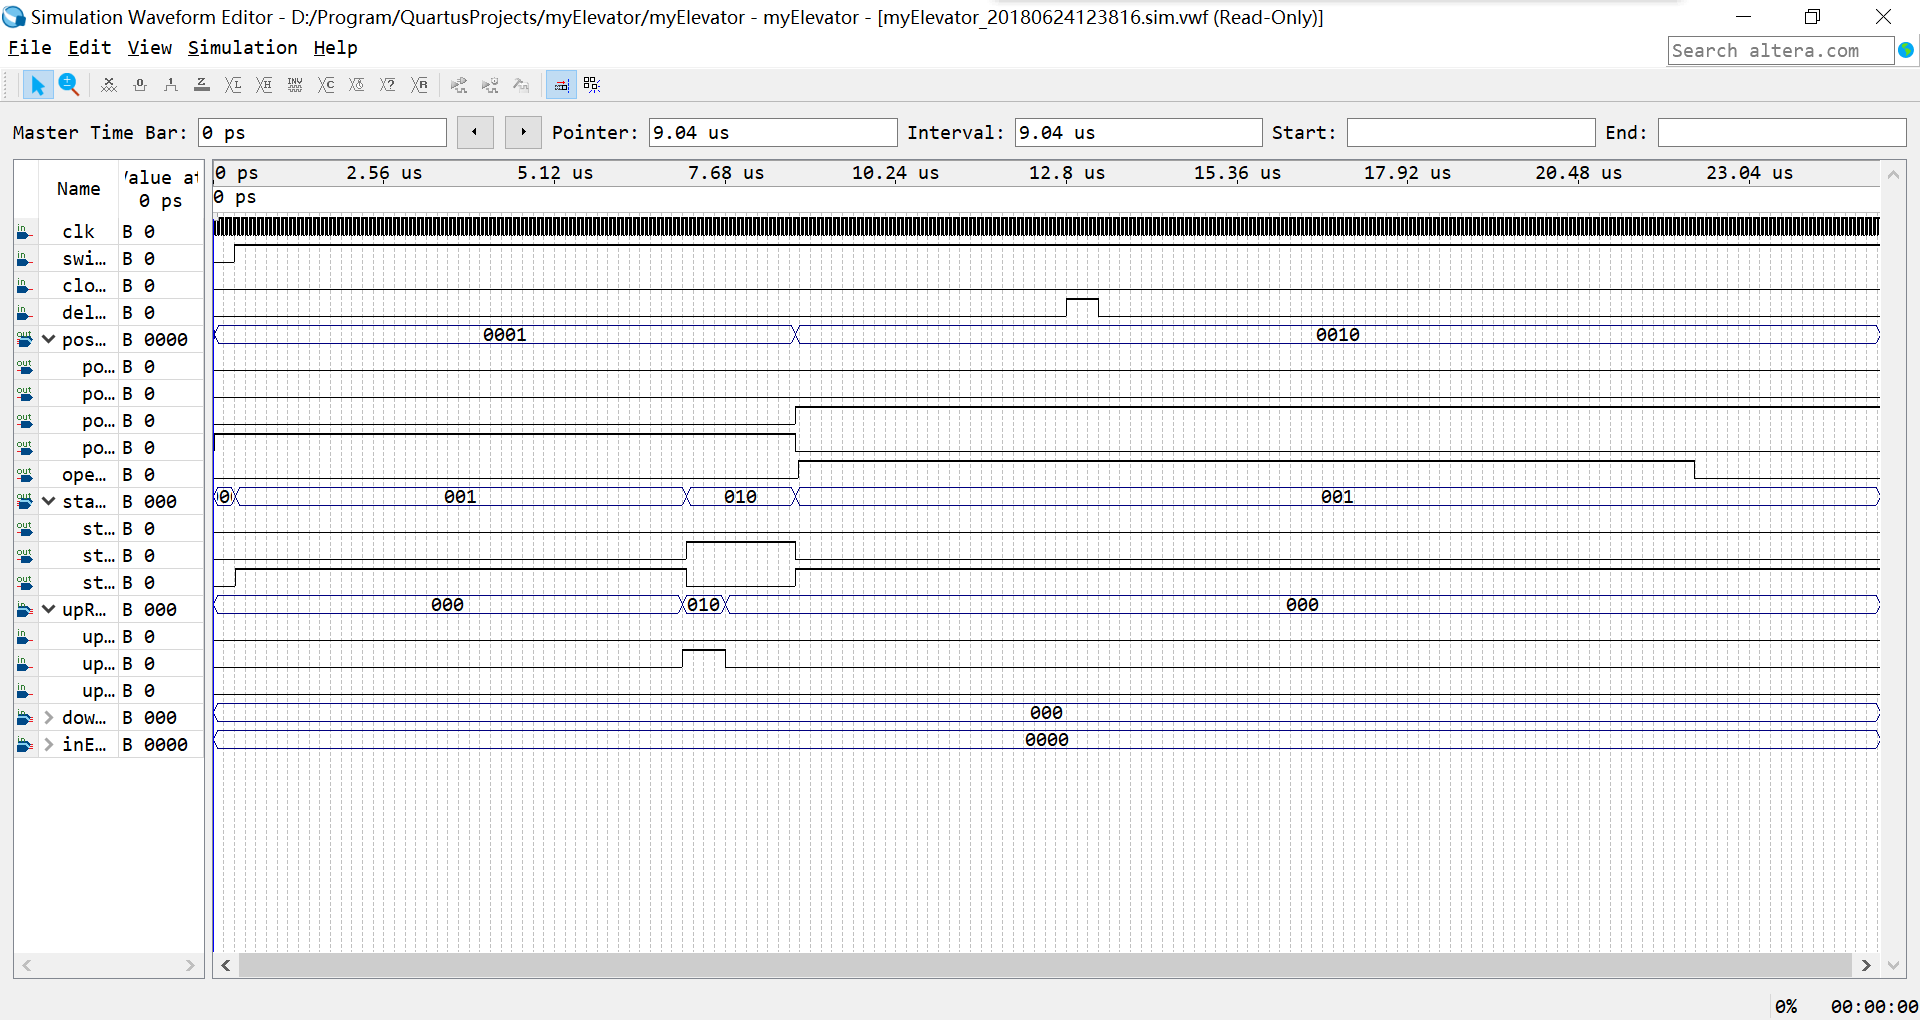 Simulation Waveform Editor - D:/Program/QuartusProjects/myElevator/myElevator - myElevator - [myElevator_20180624123816.sim.vwf (Read-Only)]
File Edit View Simulation Help
Search altera.com
Master Time Bar: 0 ps Pointer: 9.04 us Interval: 9.04 us Start: End:
Name
Value at
0 ps
0 ps 2.56 us 5.12 us 7.68 us 10.24 us 12.8 us 15.36 us 17.92 us 20.48 us 23.04 us
0 ps
clk B 0
swi... B 0
clo... B 0
del... B 0
pos... B 0000 0001 0010
po... B 0
po... B 0
po... B 0
po... B 0
ope... B 0
sta... B 000 0 001 010 001
st... B 0
st... B 0
st... B 0
upR... B 000 000 010 000
up... B 0
up... B 0
up... B 0
dow... B 000 000
inE... B 0000 0000
0% 00:00:00